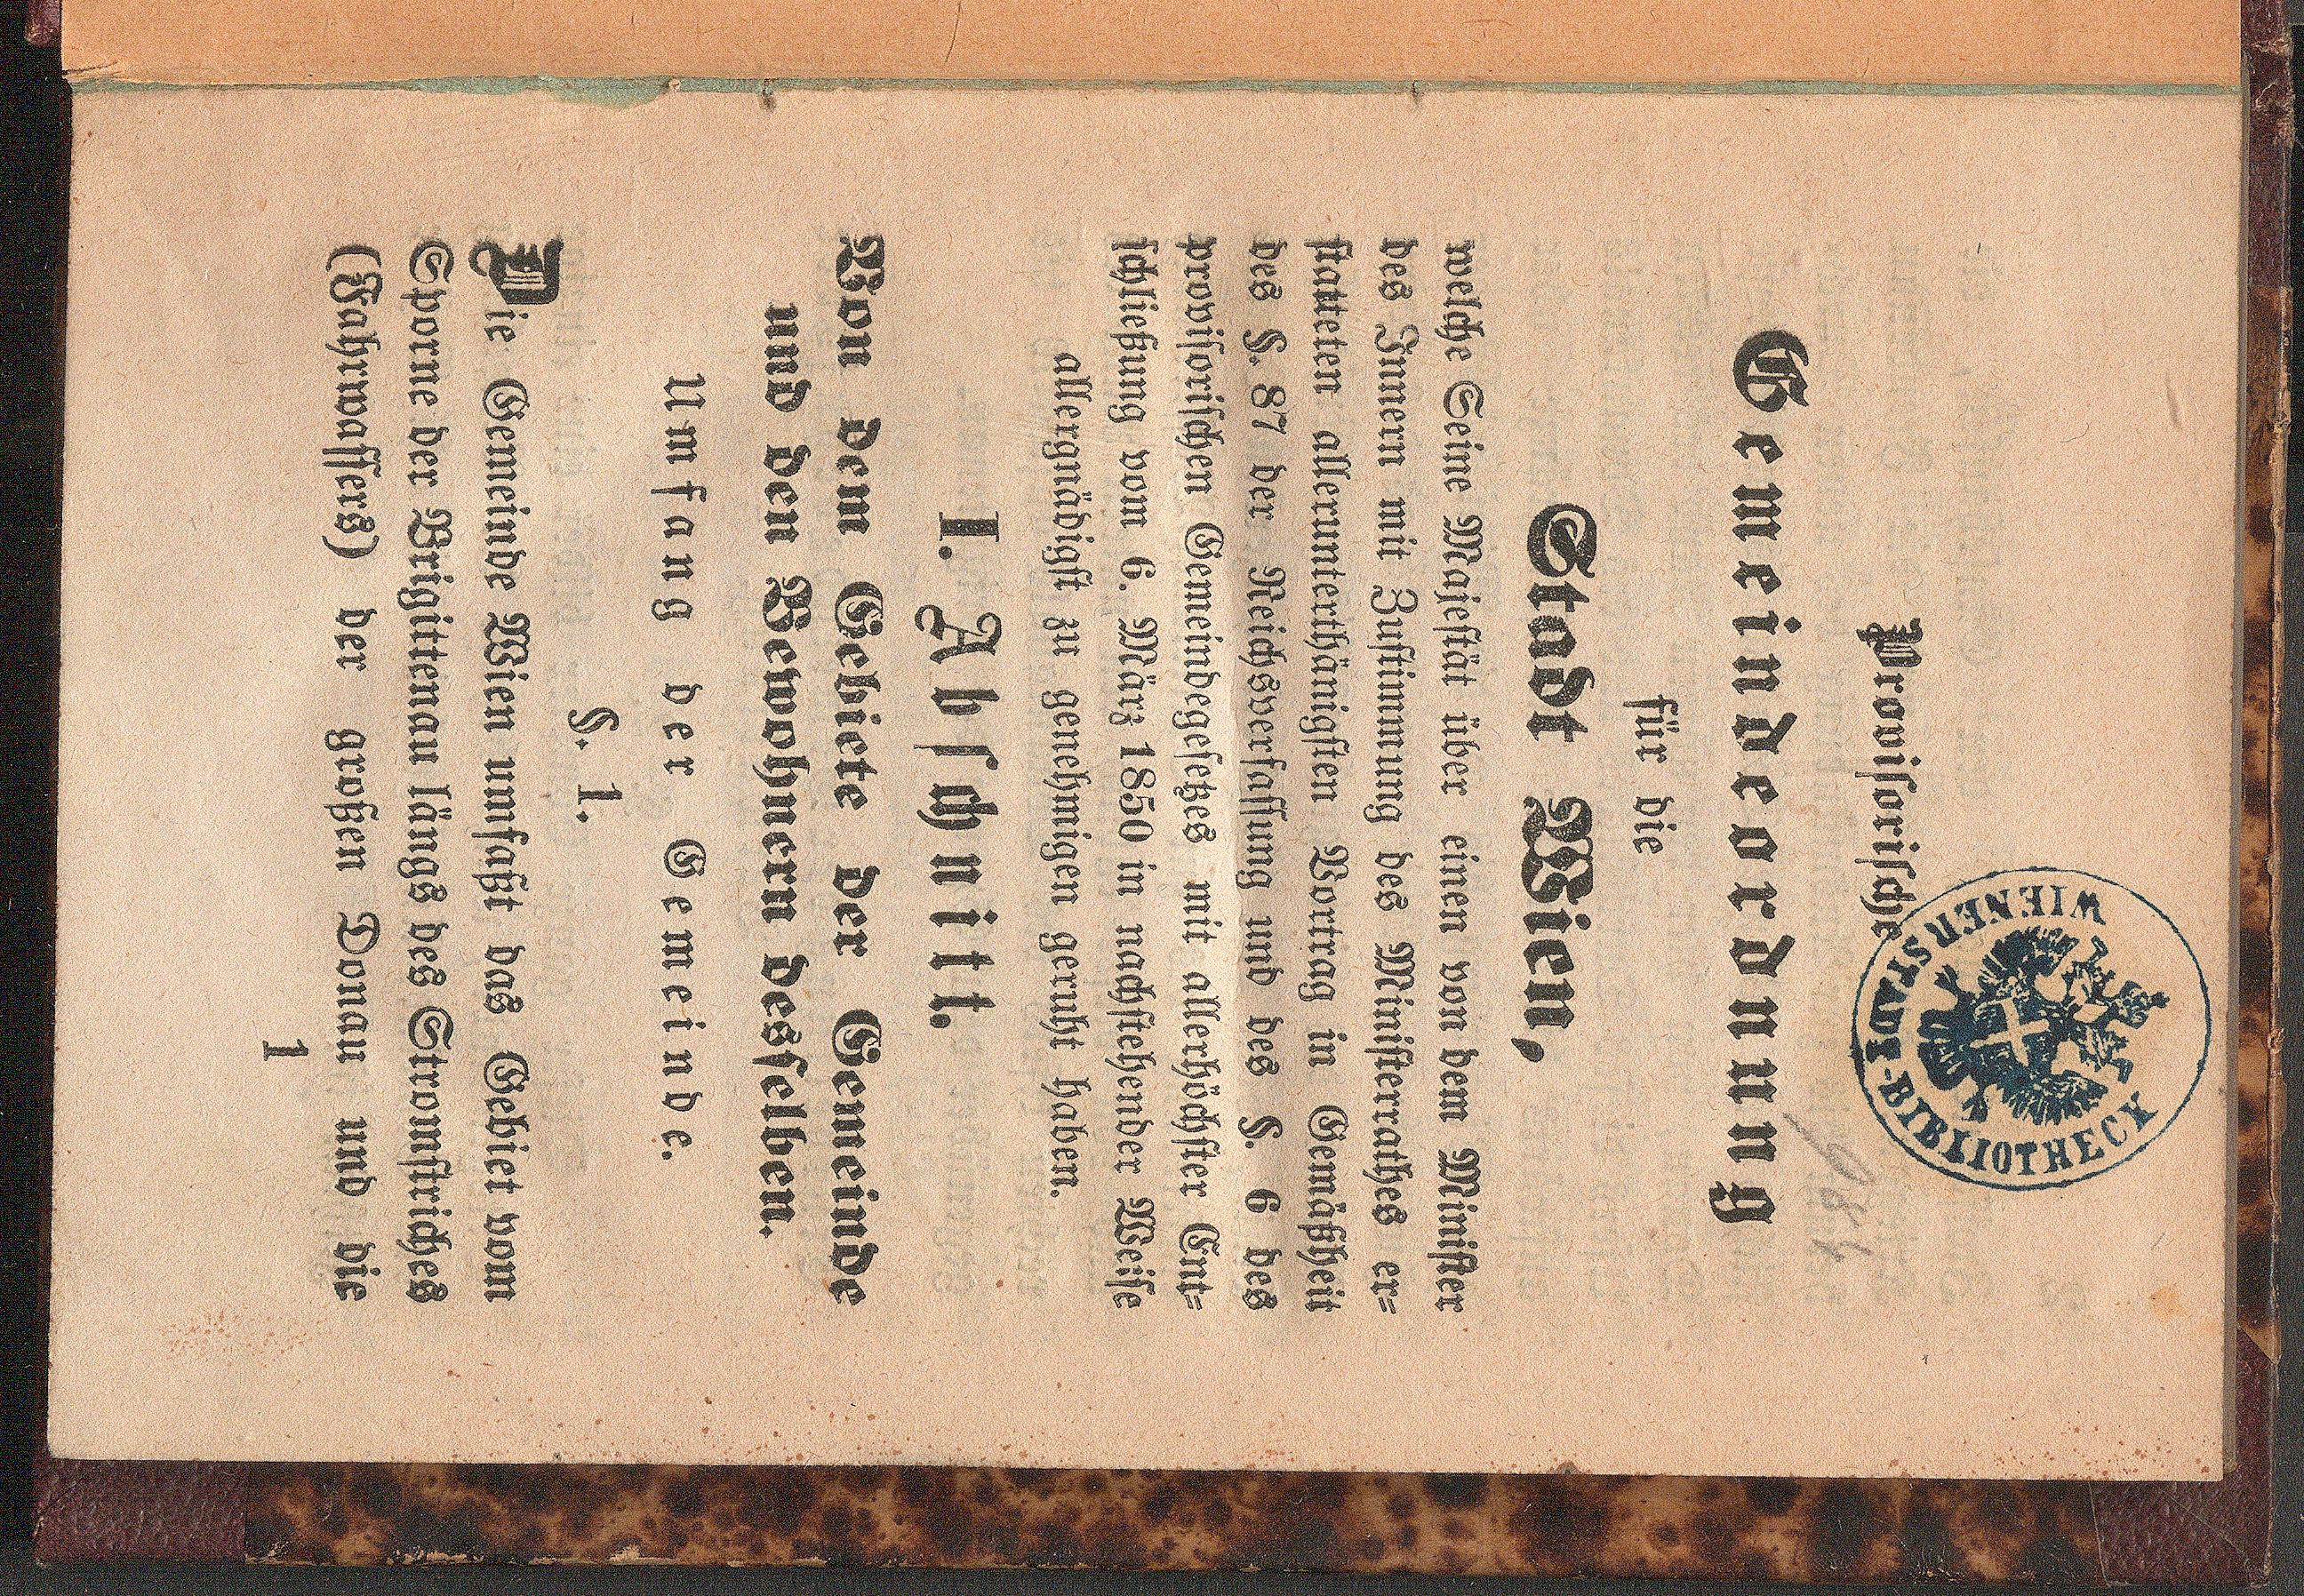 Proviſoriſche
Gemeindeordnung
für die
Stadt Wien,
welche Seine Majeſtät über einen von dem Miniſter
des Innern mit Zuſtimmung des Miniſterrathes er=
ſtatteten allerunterthänigſten Vortrag in Gemäßheit
des §. 87 der Reichsverfaſſung und des §. 6 des
proviſoriſchen Gemeindegeſetzes mit allerhöchſter Ent=
ſchließung vom 6. März 1850 in nachſtehender Weiſe
allergnädigſt zu genehmigen geruht haben.
I. Abſchnitt.
Von dem Gebiete der Gemeinde
und den Bewohnern desſelben.
Umfang der Gemeinde.
§. 1.
Die Gemeinde Wien umfaßt das Gebiet vom
Sporne der Brigittenau längs des Stromſtriches
(Fahrwaſſers) der großen Donau und die
1
WIENER STADT-BIBLIOTHECK